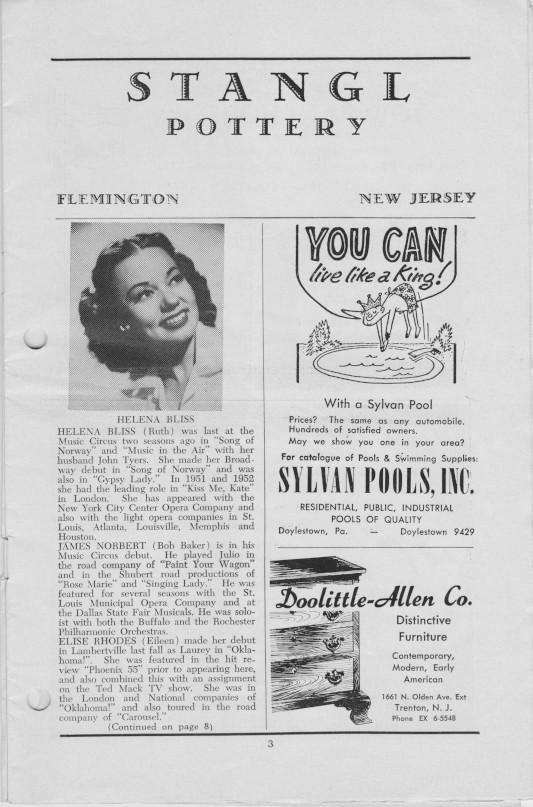 STANGL
POTTERY
FLEMINGTON
NEW JERSEY
HELENA BLISS
HELENA BLISS (Ruth) was last at the
Music Circus two seasons ago in "Song of
Norway" and "Music in the Air" with her
husband John Tyers. She made her Broad-
way debut in "Song of Norway" and was
also in "Gypsy Lady." In 1951 and 1952
she had the leading role in "Kiss Me, Kate"
in London. She has appeared with the
New York City Center Opera Company and
also with the light opera companies in St.
Louis, Atlanta, Louisville, Memphis and
Houston.
JAMES NORBERT (Bob Baker) is in his
Music Circus debut. He played Julio in
the road company of "Paint Your Wagon"
and in the Shubert road productions of
"Rose Marie" and "Singing Lady." He was
featured for several seasons with the St.
Louis Municipal Opera Company and at
the Dallas State Fair Musicals. He was solo-
ist with both the Buffalo and the Rochester
Philharmonic Orchestras.
ELISE RHODES (Eileen) made her debut
in Lambertville last fall as Laurey in "Okla-
homa!". She was featured in the hit re-
view "Phoenix 55" prior to appearing here,
and also combined this with an assignment
on the Ted Mack TV show. She was in
the London and National companies of
"Oklahoma!" and also toured in the road
company of "Carousel."
(Continued on page 8)
YOU CAN
live like a King!
With a Sylvan Pool
Prices? The same as any automobile.
Hundreds of satisfied owners.
May we show you one in your area?
For catalogue of Pools & Swimming Supplies:
SYLVAN POOLS, INC.
RESIDENTIAL, PUBLIC, INDUSTRIAL
POOLS OF QUALITY
Doylestown, Pa. — Doylestown 9429
Doolittle-Allen Co.
Distinctive
Furniture
Contemporary,
Modern, Early
American
1661 N. Olden Ave. Ext
Trenton, N. J.
Phone EX 6-5548
3